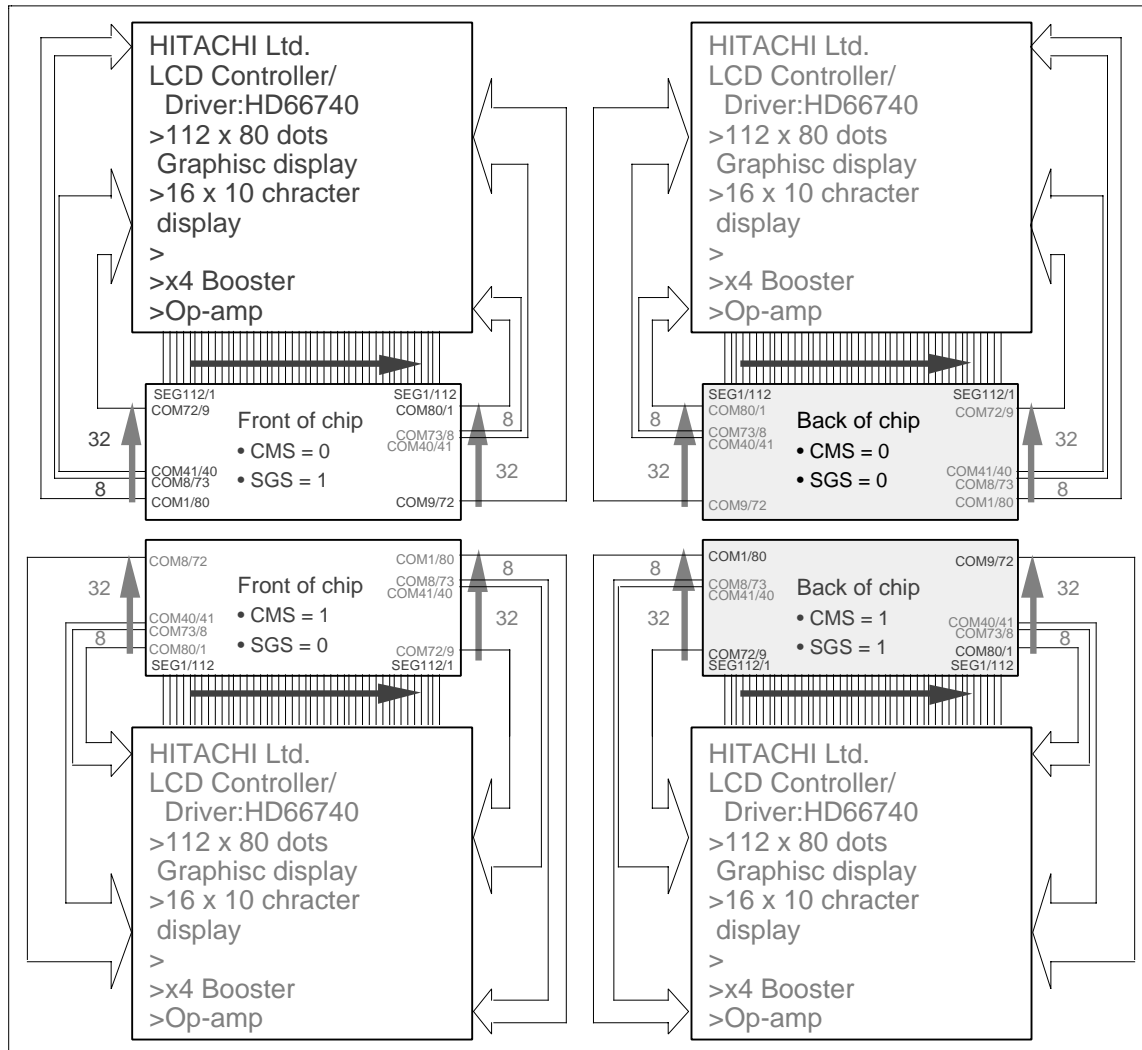 HITACHI Ltd.
LCD Controller/
Driver:HD66740
>112 x 80 dots
Graphisc display
>16 x 10 chracter
display
>
>x4 Booster
>Op-amp
SEG112/1
COM72/9
32
COM41/40
COM8/73
8
COM1/80
Front of chip
• CMS = 0
• SGS = 1
SEG1/112
COM80/1
8
COM73/8
COM40/41
32
COM9/72
HITACHI Ltd.
LCD Controller/
Driver:HD66740
>112 x 80 dots
Graphisc display
>16 x 10 chracter
display
>
>x4 Booster
>Op-amp
SEG1/112
COM80/1
8
COM73/8
COM40/41
32
COM9/72
Back of chip
• CMS = 0
• SGS = 0
SEG112/1
COM72/9
32
COM41/40
COM8/73
8
COM1/80
COM8/72
32
COM40/41
COM73/8
8
COM80/1
SEG1/112
Front of chip
• CMS = 1
• SGS = 0
COM1/80
8
COM8/73
COM41/40
32
COM72/9
SEG112/1
HITACHI Ltd.
LCD Controller/
Driver:HD66740
>112 x 80 dots
Graphisc display
>16 x 10 chracter
display
>
>x4 Booster
>Op-amp
COM1/80
8
COM8/73
COM41/40
32
COM72/9
SEG112/1
Back of chip
• CMS = 1
• SGS = 1
COM9/72
32
COM40/41
COM73/8
8
COM80/1
SEG1/112
HITACHI Ltd.
LCD Controller/
Driver:HD66740
>112 x 80 dots
Graphisc display
>16 x 10 chracter
display
>
>x4 Booster
>Op-amp